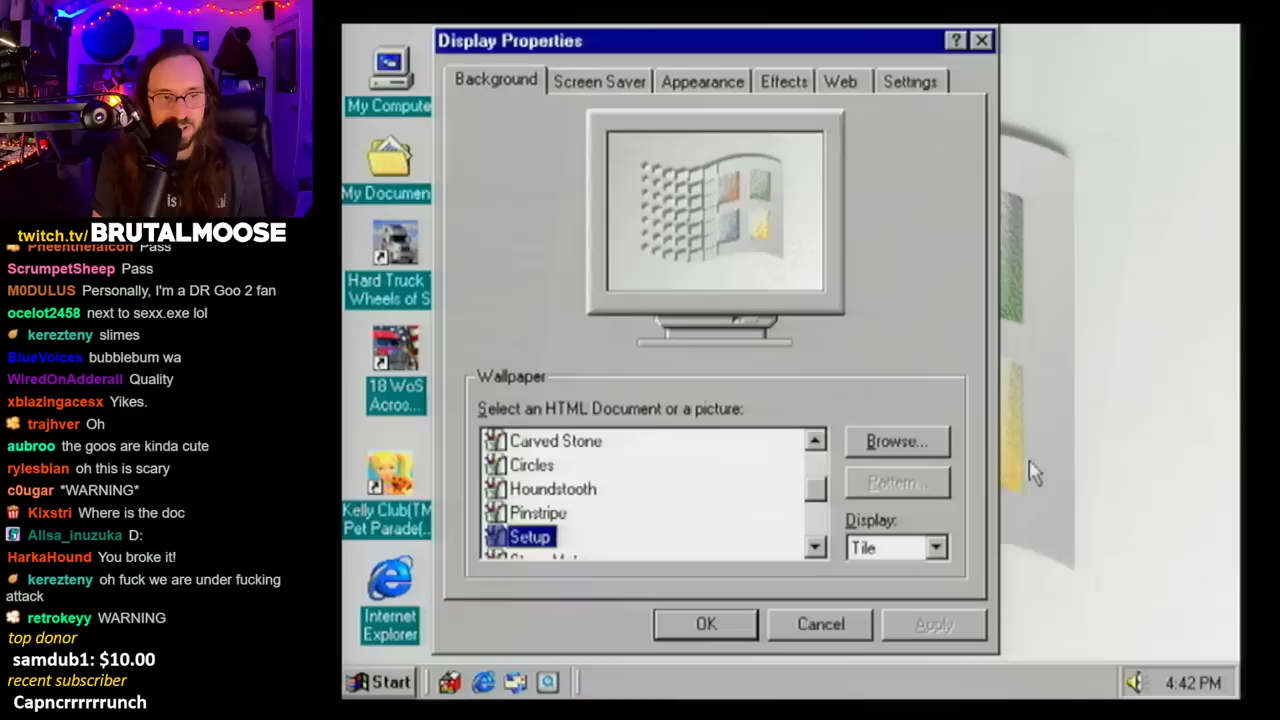 twitch.tv/BRUTALMOOSE
Pheenthefalcon Pass
ScrumpetSheep Pass
M0DULUS Personally, I'm a DR Goo 2 fan
ocelot2458 next to sexx.exe lol
kerezteny slimes
BlueVoices bubblebum wa
WiredOnAdderall Quality
xblazingacesx Yikes.
trajhver Oh
aubroo the goos are kinda cute
rylesbian oh this is scary
c0ugar *WARNING*
Kixstri Where is the doc
Alisa_inuzuka D:
HarkaHound You broke it!
kerezteny oh fuck we are under fucking
attack
retrokeyy WARNING
top donor
samdub1: $10.00
recent subscriber
Capncrrrrrrunch
My Compute
My Documen
Hard Truck
Wheels of S
18 WoS
Acros...
Kelly Club(TM
Pet Parade(..
Internet
Explorer
Display Properties
Background Screen Saver Appearance Effects Web Settings
Wallpaper
Select an HTML Document or a picture:
Carved Stone
Circles
Houndstooth
Pinstripe
Setup
Browse...
Pattern...
Display:
Tile
OK Cancel Apply
Start
4:42 PM